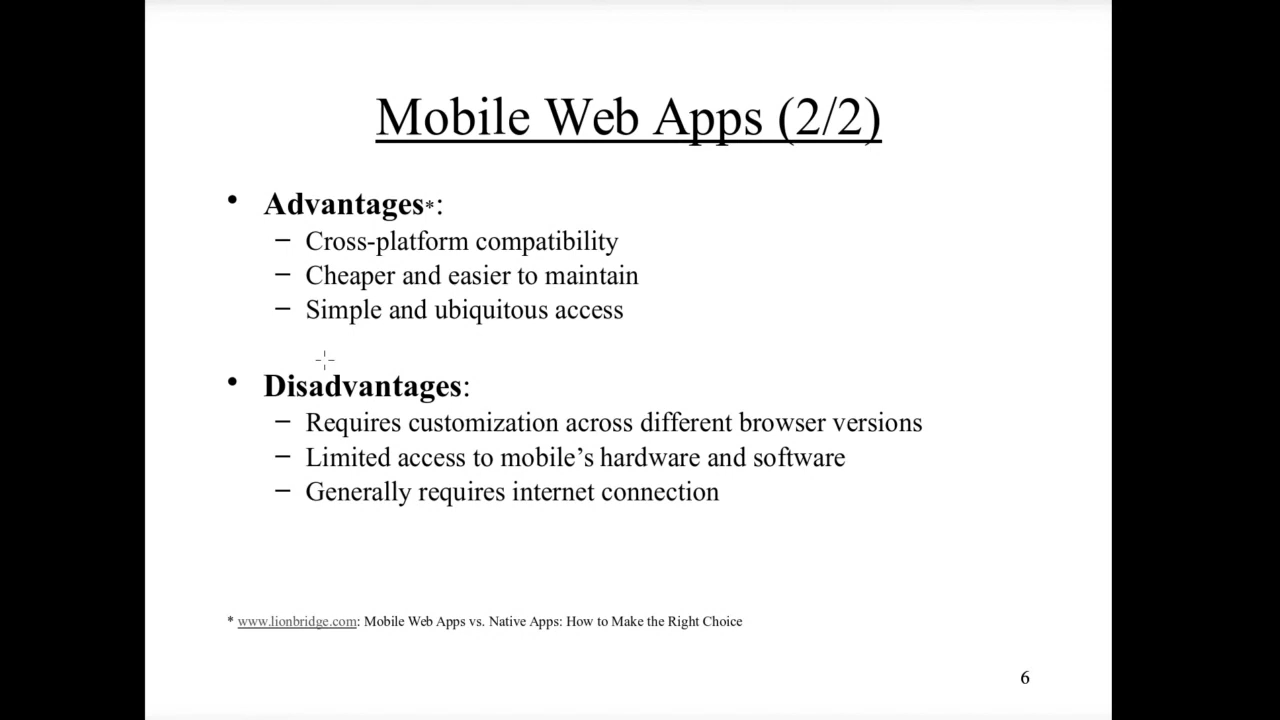 Mobile Web Apps (2/2)
• Advantages*:
– Cross-platform compatibility
– Cheaper and easier to maintain
– Simple and ubiquitous access
• Disadvantages:
– Requires customization across different browser versions
– Limited access to mobile’s hardware and software
– Generally requires internet connection
* www.lionbridge.com: Mobile Web Apps vs. Native Apps: How to Make the Right Choice
6